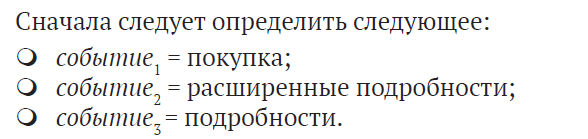 Сначала следует определить следующее:
❍ событие₁ = покупка;
❍ событие₂ = расширенные подробности;
❍ событие₃ = подробности.